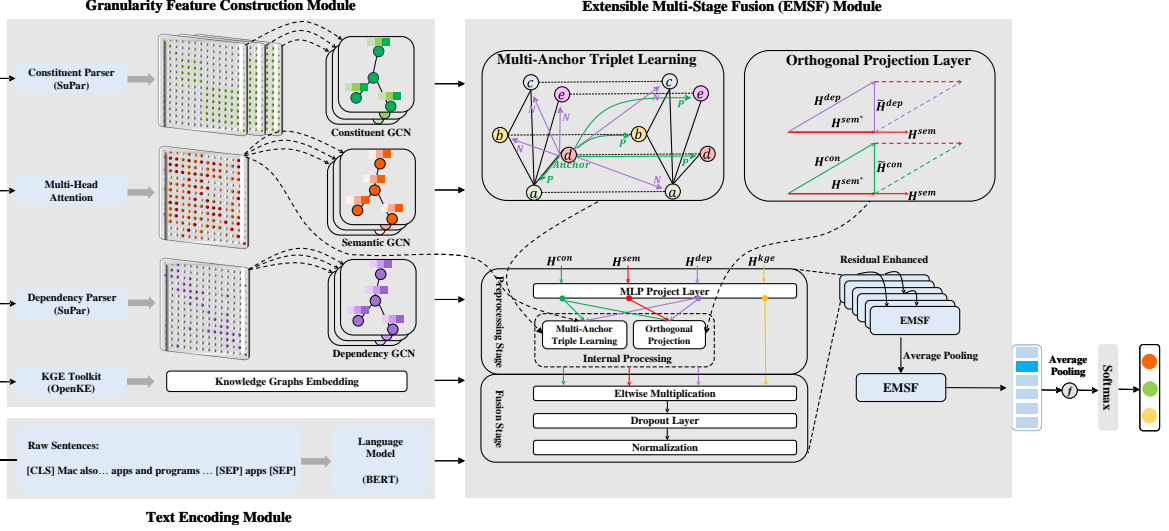 Granularity Feature Construction Module
Constituent Parser
(SuPar)
Constituent GCN
Multi-Head
Attention
Semantic GCN
Dependency Parser
(SuPar)
Dependency GCN
KGE Toolkit
(OpenKE)
Knowledge Graphs Embedding
Raw Sentences:
[CLS] Mac also… apps and programs … [SEP] apps [SEP]
Language
Model
(BERT)
Text Encoding Module
Extensible Multi-Stage Fusion (EMSF) Module
Multi-Anchor Triplet Learning
c
e
b
d
Anchor
a
c
e
b
d
a
N
N
N
N
N
P
P
P
P
Orthogonal Projection Layer
H^dep
H̃^dep
H^sem*
H^sem
H^con
H̃^con
H^sem*
H^sem
H^con
H^sem
H^dep
H^kge
Preprocessing Stage
MLP Project Layer
Multi-Anchor
Triple Learning
Orthogonal
Projection
Internal Processing
Fusion Stage
Eltwise Multiplication
Dropout Layer
Normalization
Residual Enhanced
EMSF
Average Pooling
EMSF
Average
Pooling
f
Softmax